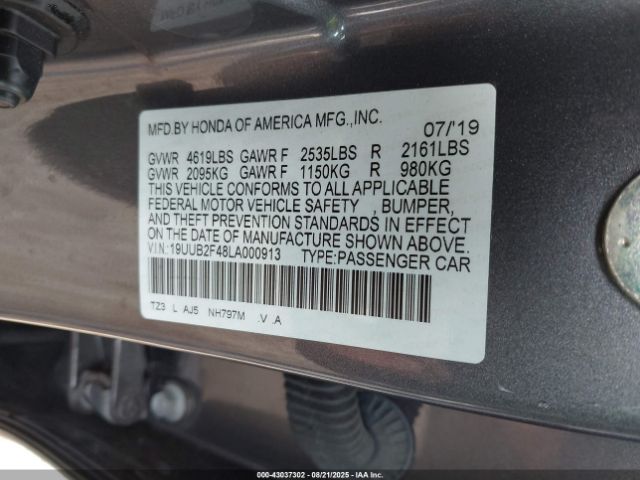 MFD.BY HONDA OF AMERICA MFG.,INC. 07/'19
GVWR 4619LBS GAWR F 2535LBS R 2161LBS
GVWR 2095KG GAWR F 1150KG R 980KG
THIS VEHICLE CONFORMS TO ALL APPLICABLE
FEDERAL MOTOR VEHICLE SAFETY , BUMPER,
AND THEFT PREVENTION STANDARDS IN EFFECT
ON THE DATE OF MANUFACTURE SHOWN ABOVE.
VIN:19UUB2F48LA000913 TYPE:PASSENGER CAR
TZ3 L AJ5 NH797M .V .A
000-43037302 - 08/21/2025 - IAA Inc.